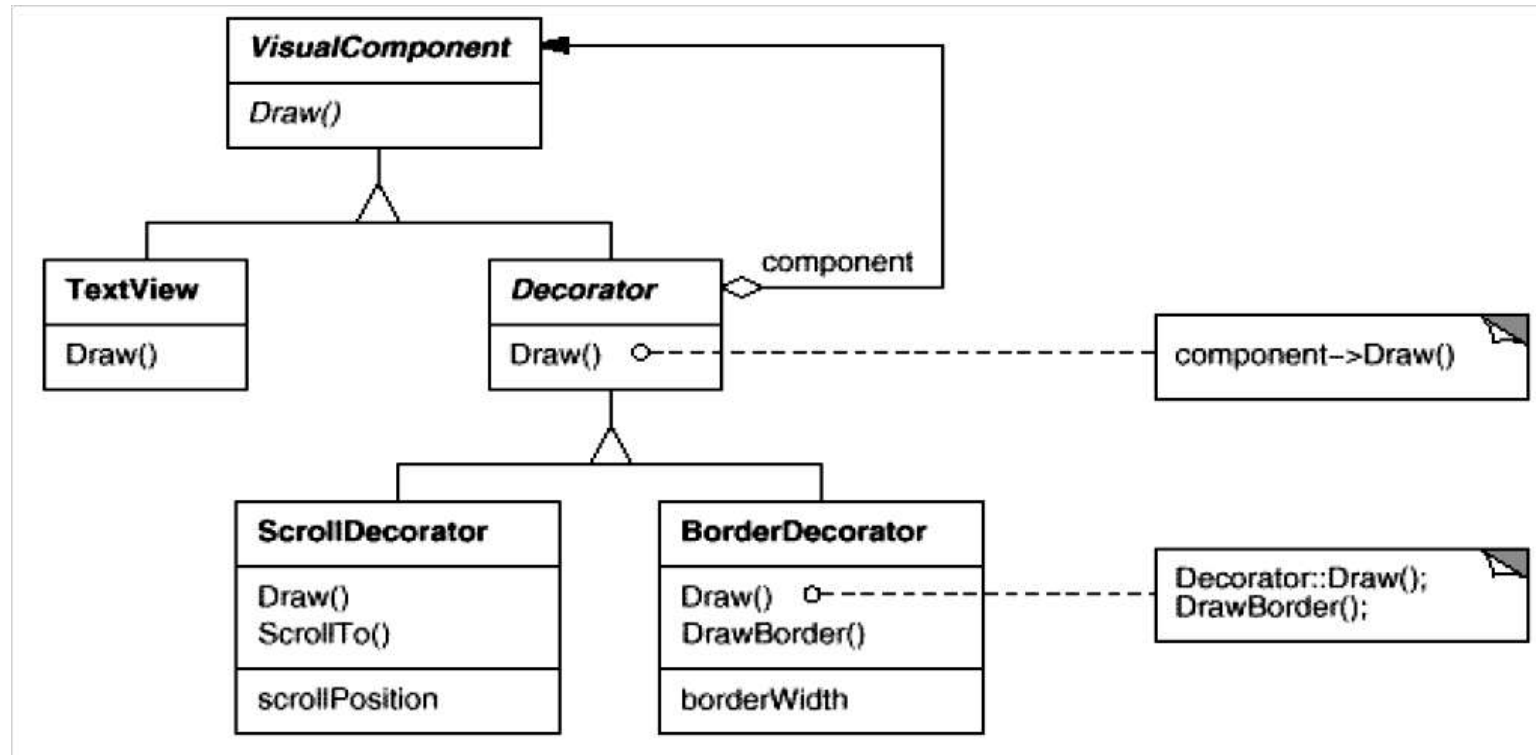 VisualComponent
Draw()
component
TextView
Draw()
Decorator
Draw()
component->Draw()
ScrollDecorator
Draw()
ScrollTo()
scrollPosition
BorderDecorator
Draw()
DrawBorder()
borderWidth
Decorator::Draw();
DrawBorder();